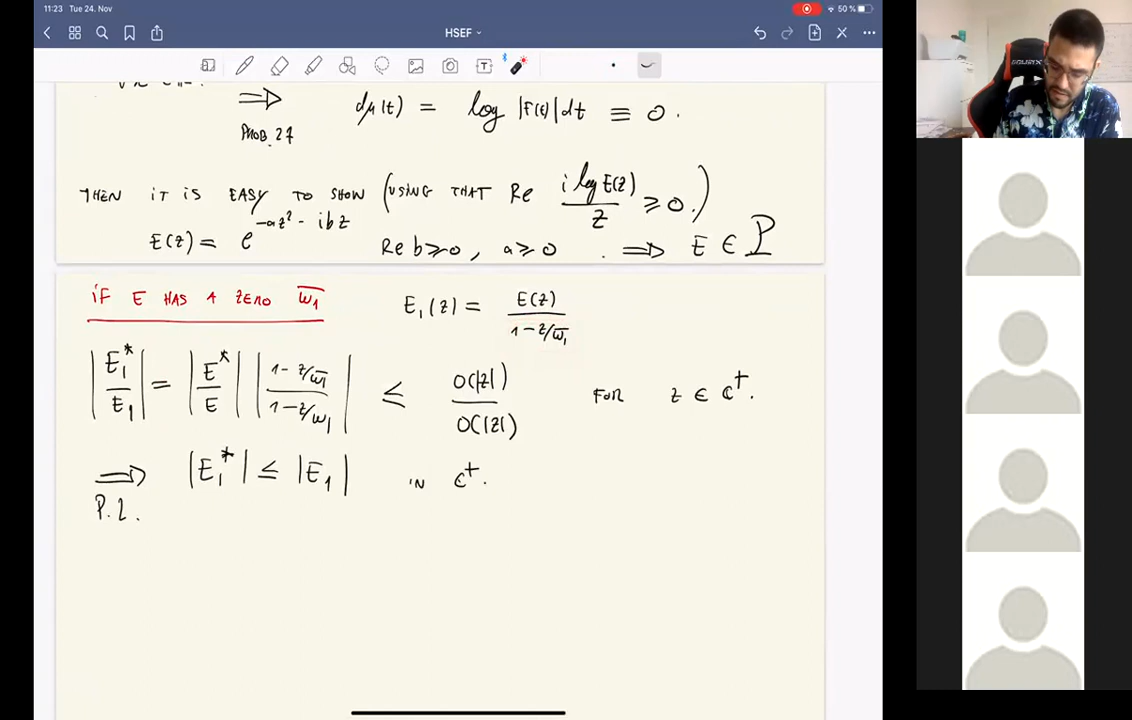 11:23 Tue 24. Nov
50 %
HSEF
⟹ dμ(t) = log |F(t)| dt ≡ 0.
PROB. 27
THEN IT IS EASY TO SHOW (USING THAT Re i log E(z) / z ≥ 0.)
E(z) = e^{-az² - ibz} Re b ≥ 0, a ≥ 0 . ⟹ E ∈ P
IF E HAS A ZERO w̄₁ E₁(z) = E(z) / (1 - z/w̄₁)
|E₁*/E₁| = |E*/E| |(1 - z/w̄₁)/(1 - z/w₁)| ≤ O(|z|)/O(|z|) FOR z ∈ ℂ⁺.
⟹ |E₁*| ≤ |E₁| IN ℂ⁺.
P.L.